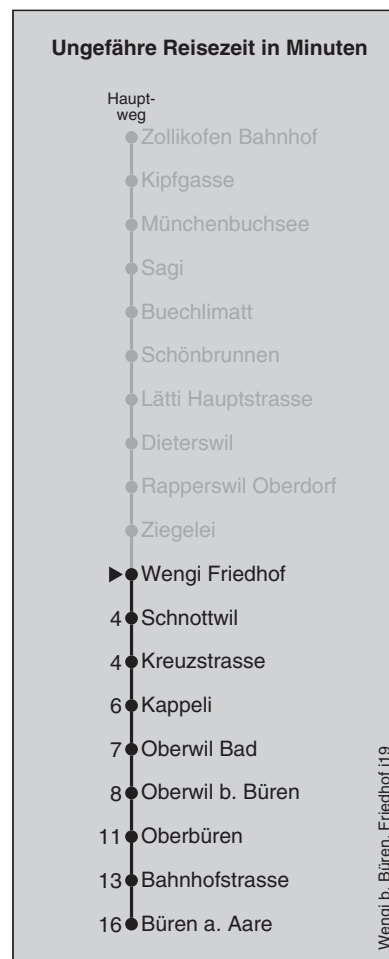 Ungefähre Reisezeit in Minuten
Haupt-
weg
Zollikofen Bahnhof
Kipfgasse
Münchenbuchsee
Sagi
Buechlimatt
Schönbrunnen
Lätti Hauptstrasse
Dieterswil
Rapperswil Oberdorf
Ziegelei
Wengi Friedhof
4 Schnottwil
4 Kreuzstrasse
6 Kappeli
7 Oberwil Bad
8 Oberwil b. Büren
11 Oberbüren
13 Bahnhofstrasse
16 Büren a. Aare
Wengi b. Büren, Friedhof j19